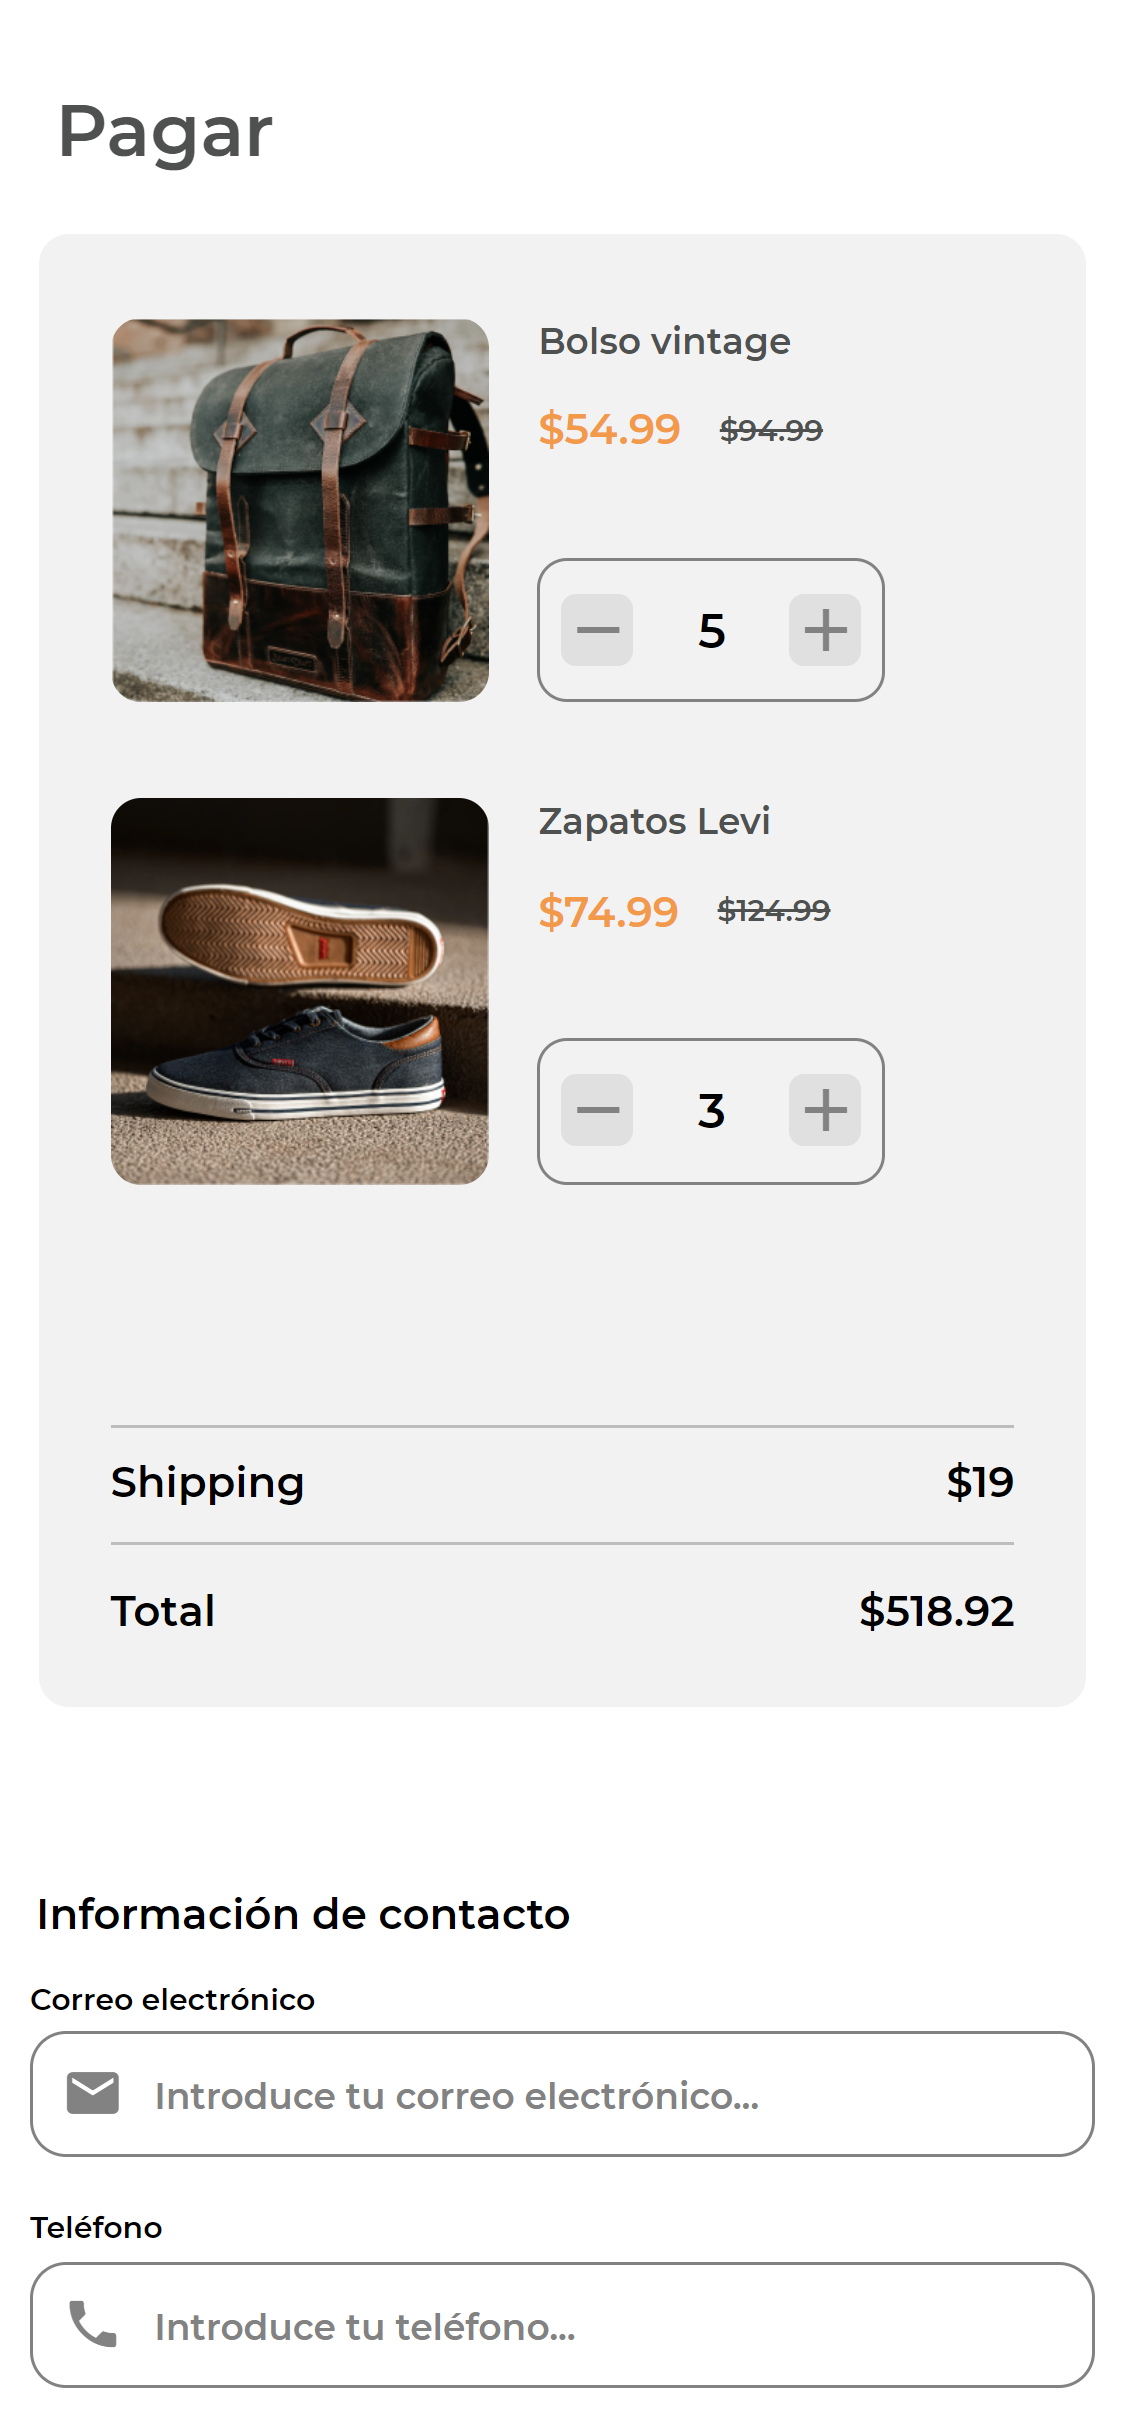 Pagar
Bolso vintage
$54.99 $94.99
5
Zapatos Levi
$74.99 $124.99
3
Shipping $19
Total $518.92
Información de contacto
Correo electrónico
Introduce tu correo electrónico...
Teléfono
Introduce tu teléfono...